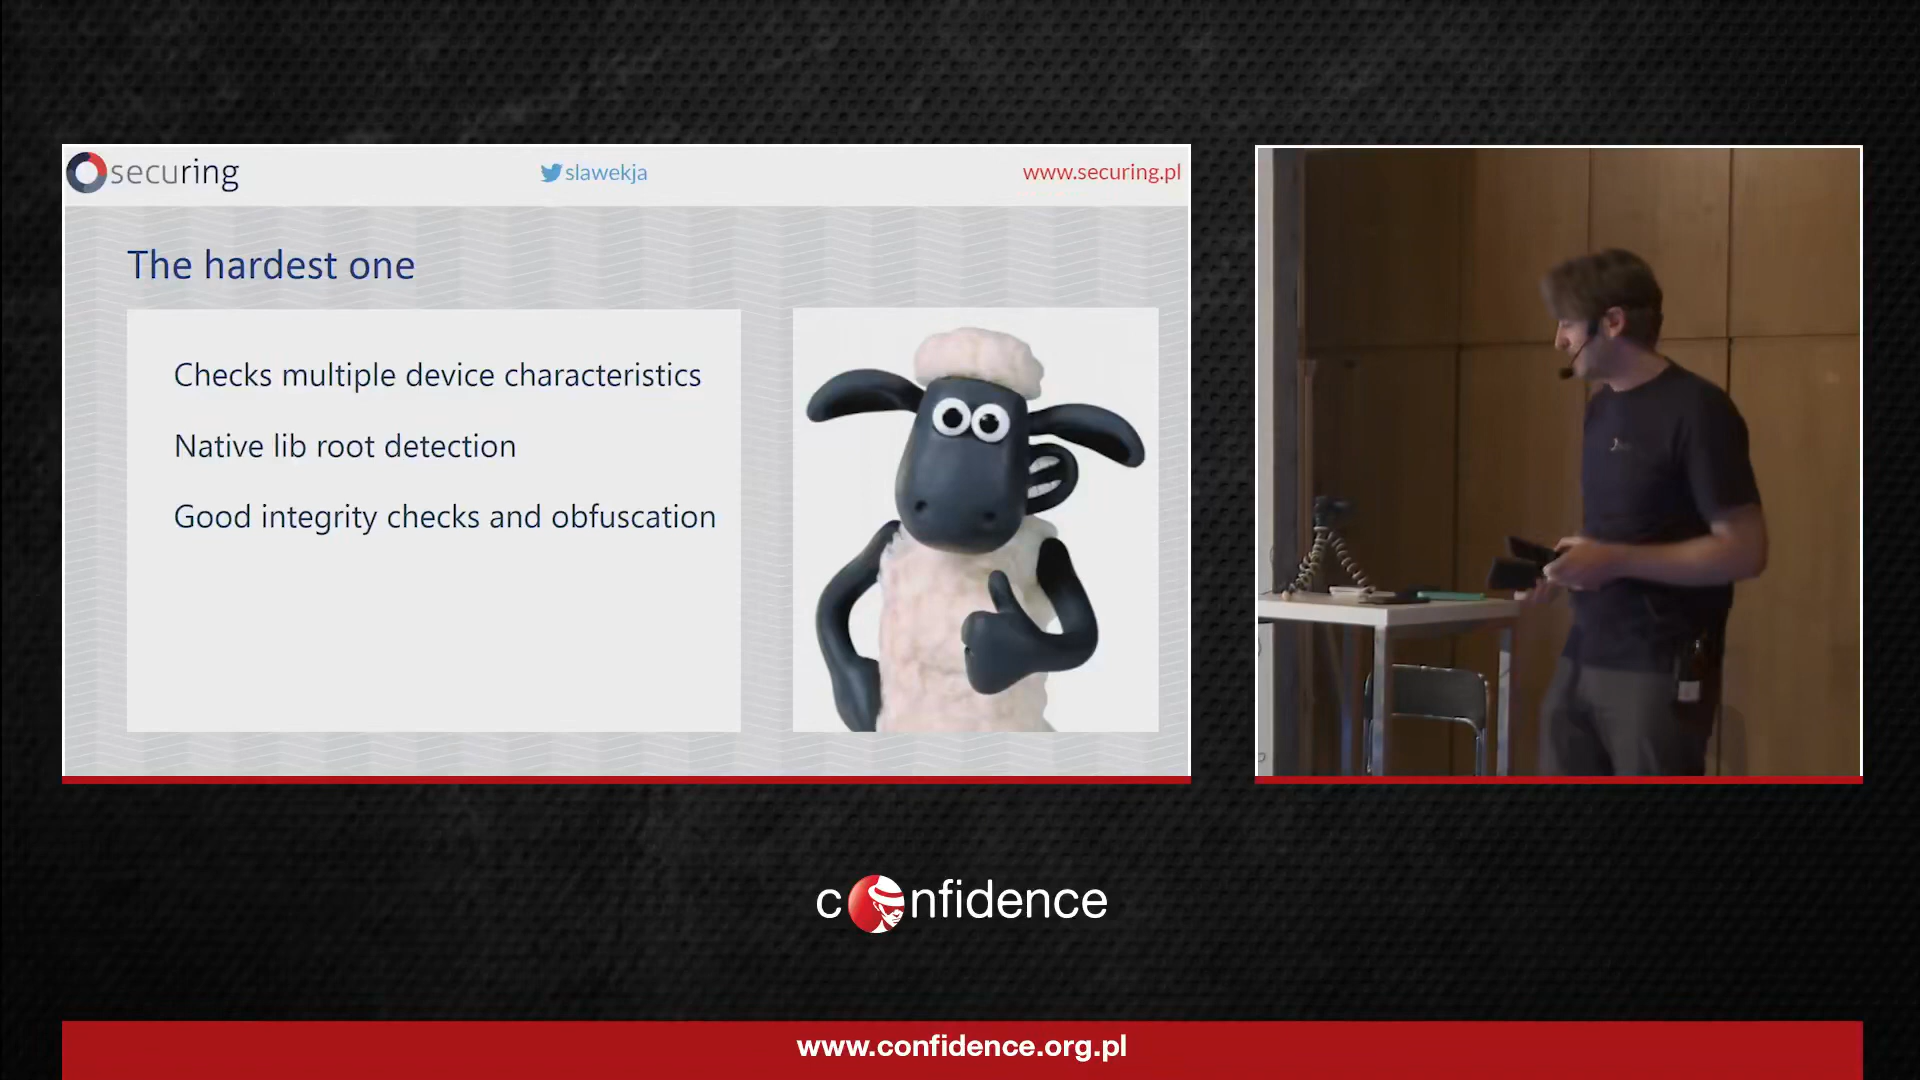 securing
slawekja
www.securing.pl
The hardest one
Checks multiple device characteristics
Native lib root detection
Good integrity checks and obfuscation
confidence
www.confidence.org.pl